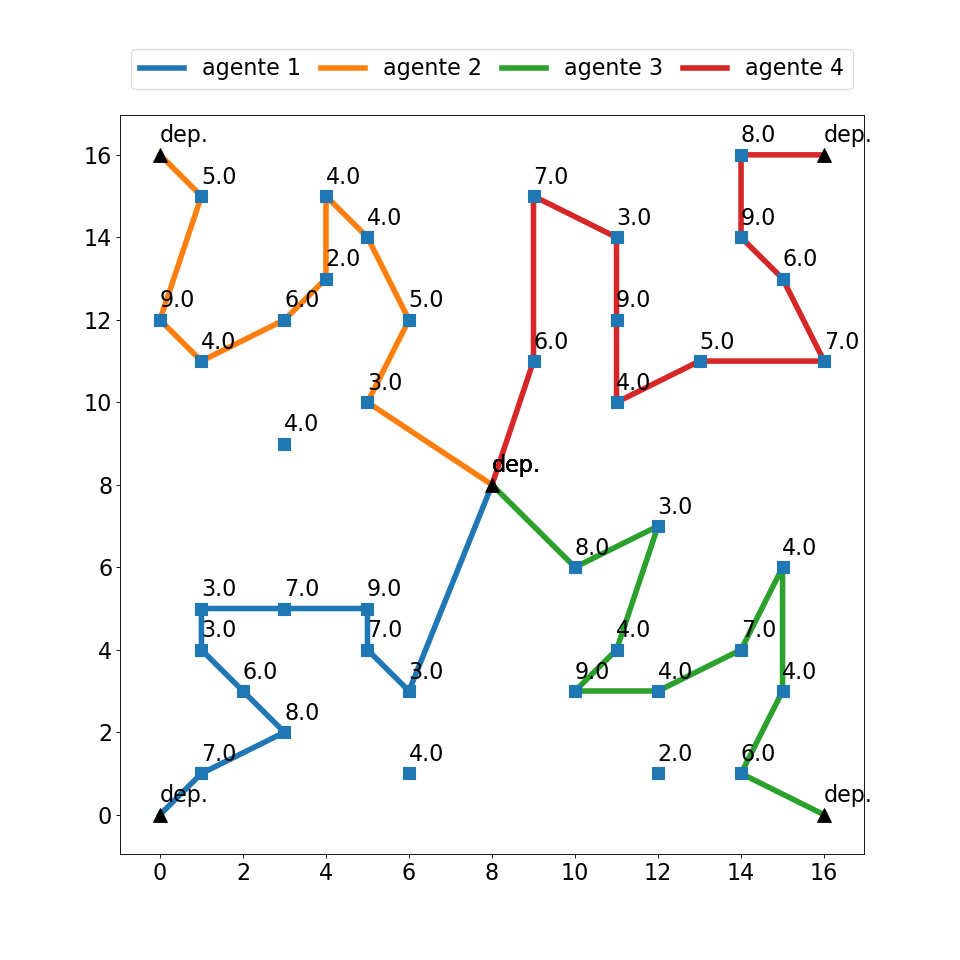 agente 1 agente 2 agente 3 agente 4
dep. 8.0 dep.
16
5.0 4.0 7.0
4.0 3.0 9.0
14
2.0 6.0
9.0 6.0 5.0 9.0
12
4.0 6.0 5.0 7.0
3.0 4.0
10
4.0
dep.
8
3.0
8.0 4.0
6
3.0 7.0 9.0
3.0 7.0 4.0 7.0
4
6.0 3.0 9.0 4.0 4.0
8.0
2
7.0 4.0 2.0 6.0
dep. dep.
0
0 2 4 6 8 10 12 14 16